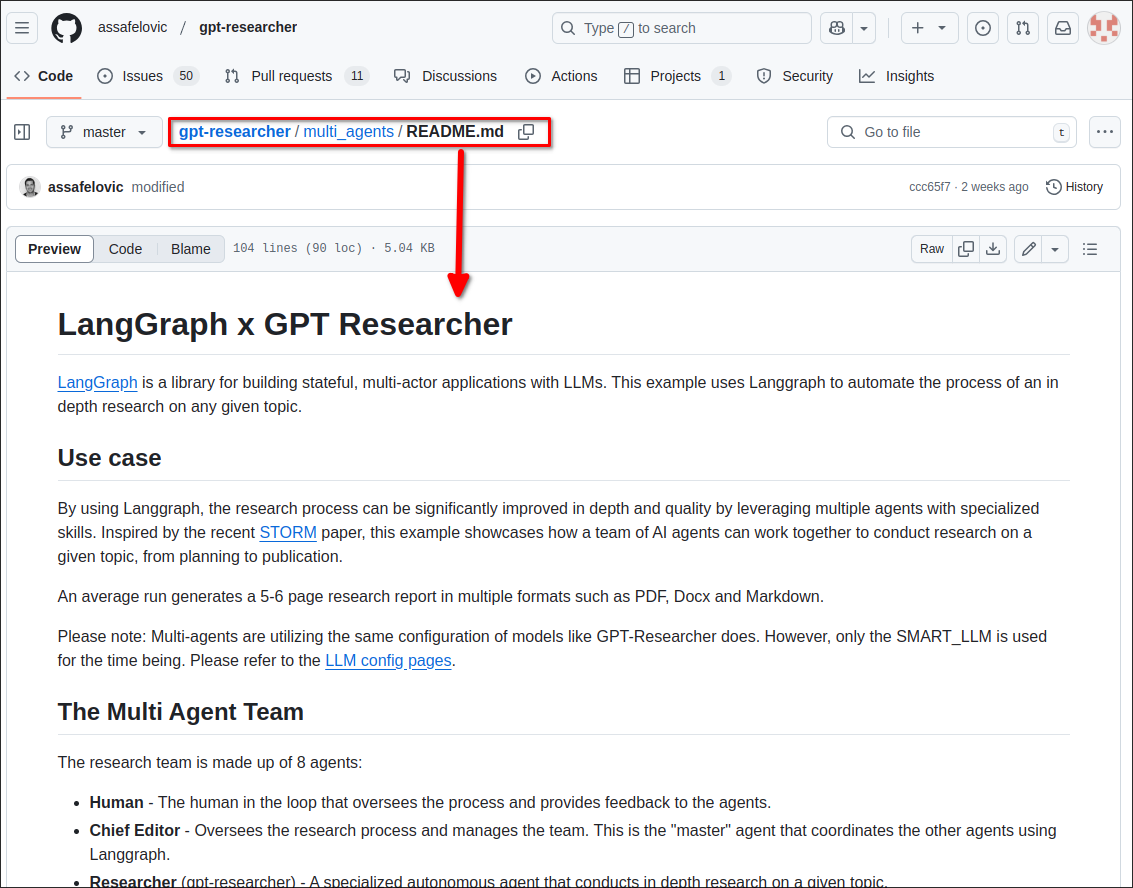 assafelovic / gpt-researcher
Type / to search
Code
Issues 50
Pull requests 11
Discussions
Actions
Projects 1
Security
Insights
master
gpt-researcher / multi_agents / README.md
Go to file
t
assafelovic modified
ccc65f7 · 2 weeks ago
History
Preview
Code
Blame
104 lines (90 loc) · 5.04 KB
Raw
LangGraph x GPT Researcher
LangGraph is a library for building stateful, multi-actor applications with LLMs. This example uses Langgraph to automate the process of an in
depth research on any given topic.
Use case
By using Langgraph, the research process can be significantly improved in depth and quality by leveraging multiple agents with specialized
skills. Inspired by the recent STORM paper, this example showcases how a team of AI agents can work together to conduct research on a
given topic, from planning to publication.
An average run generates a 5-6 page research report in multiple formats such as PDF, Docx and Markdown.
Please note: Multi-agents are utilizing the same configuration of models like GPT-Researcher does. However, only the SMART_LLM is used
for the time being. Please refer to the LLM config pages.
The Multi Agent Team
The research team is made up of 8 agents:
Human - The human in the loop that oversees the process and provides feedback to the agents.
Chief Editor - Oversees the research process and manages the team. This is the "master" agent that coordinates the other agents using
Langgraph.
Researcher (gpt-researcher) - A specialized autonomous agent that conducts in depth research on a given topic.